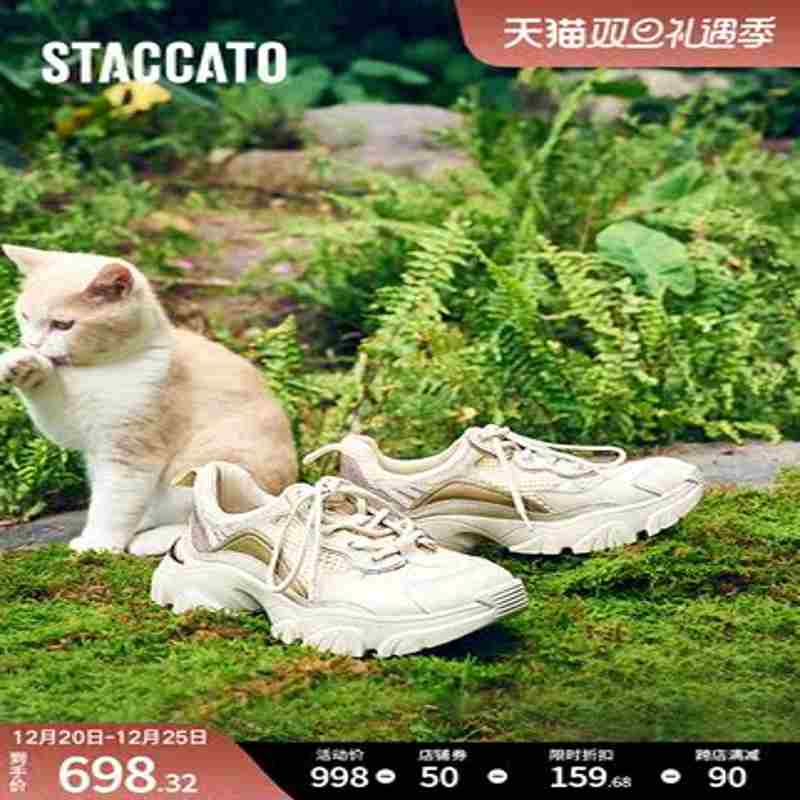 STACCATO
天猫双旦礼遇季
12月20日-12月25日
到手价
698.32
活动价
998
店铺券
50
限时折扣
159.68
跨店满减
90